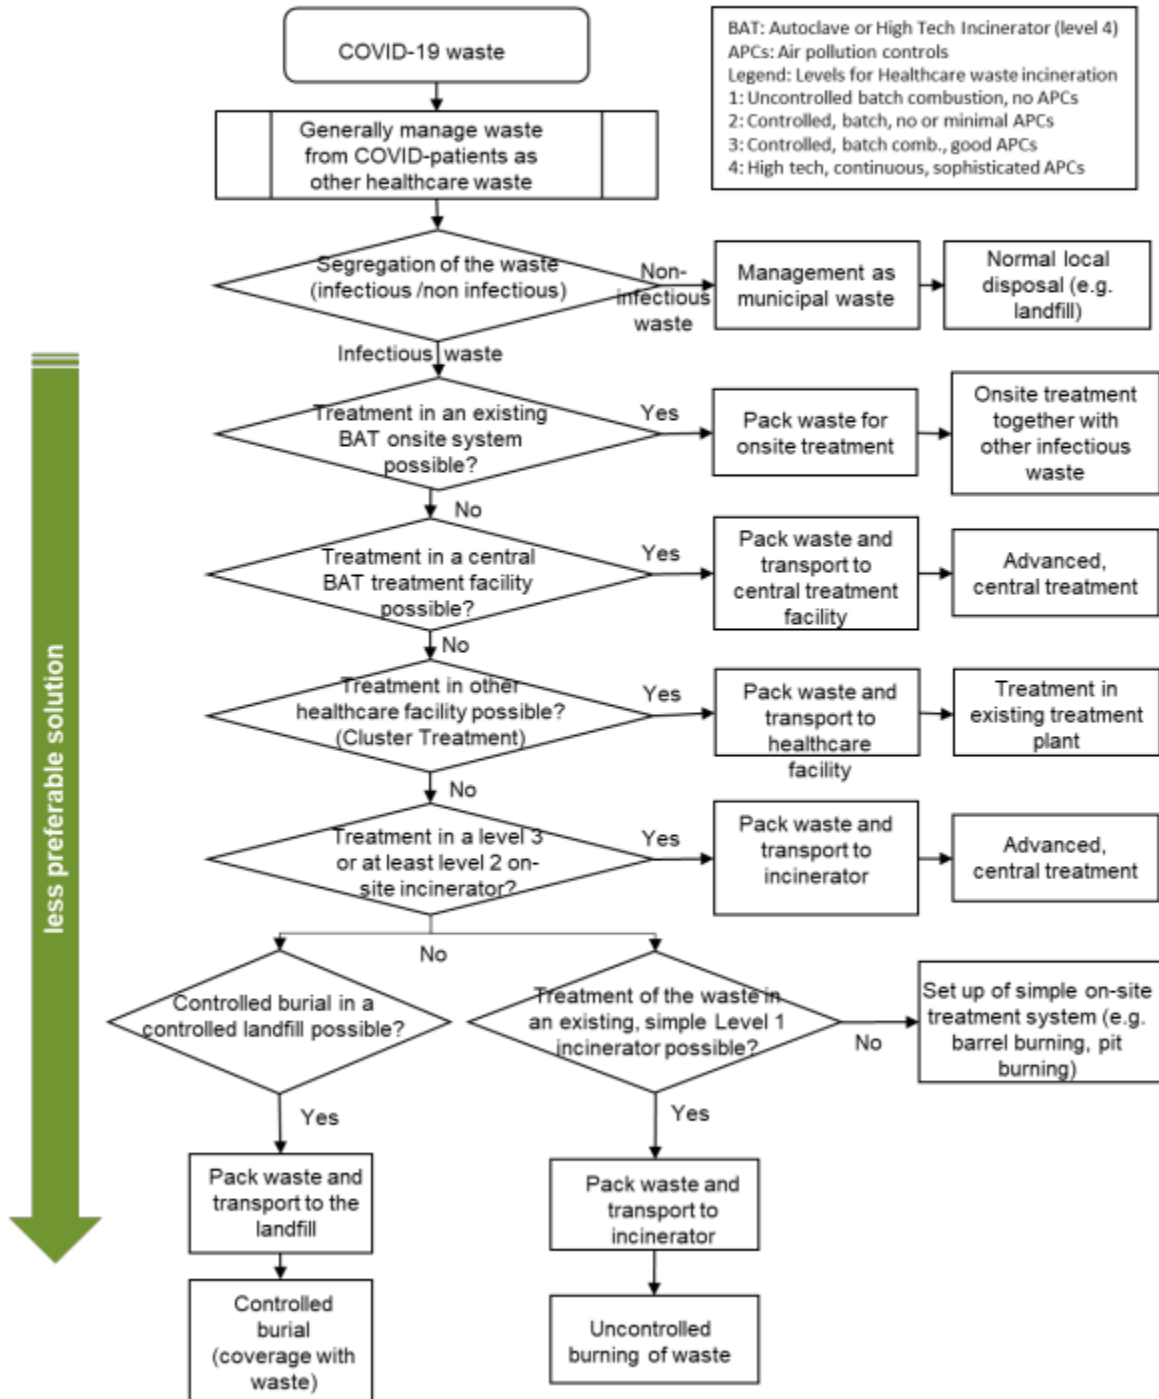 COVID-19 waste
BAT: Autoclave or High Tech Incinerator (level 4)
APCs: Air pollution controls
Legend: Levels for Healthcare waste incineration
1: Uncontrolled batch combustion, no APCs
2: Controlled, batch, no or minimal APCs
3: Controlled, batch comb., good APCs
4: High tech, continuous, sophisticated APCs
Generally manage waste
from COVID-patients as
other healthcare waste
Segregation of the waste
(infectious /non infectious)
Non-
infectious
waste
Management as
municipal waste
Normal local
disposal (e.g.
landfill)
Infectious waste
Treatment in an existing
BAT onsite system
possible?
Yes
Pack waste for
onsite treatment
Onsite treatment
together with
other infectious
waste
No
Treatment in a central
BAT treatment facility
possible?
Yes
Pack waste and
transport to
central treatment
facility
Advanced,
central treatment
No
Treatment in other
healthcare facility possible?
(Cluster Treatment)
Yes
Pack waste and
transport to
healthcare
facility
Treatment in
existing treatment
plant
No
Treatment in a level 3
or at least level 2 on-
site incinerator?
Yes
Pack waste and
transport to
incinerator
Advanced,
central treatment
No
Controlled burial in a
controlled landfill possible?
Treatment of the waste in
an existing, simple Level 1
incinerator possible?
No
Set up of simple on-site
treatment system (e.g.
barrel burning, pit
burning)
Yes
Pack waste and
transport to the
landfill
Controlled
burial
(coverage with
waste)
Yes
Pack waste and
transport to
incinerator
Uncontrolled
burning of waste
less preferable solution